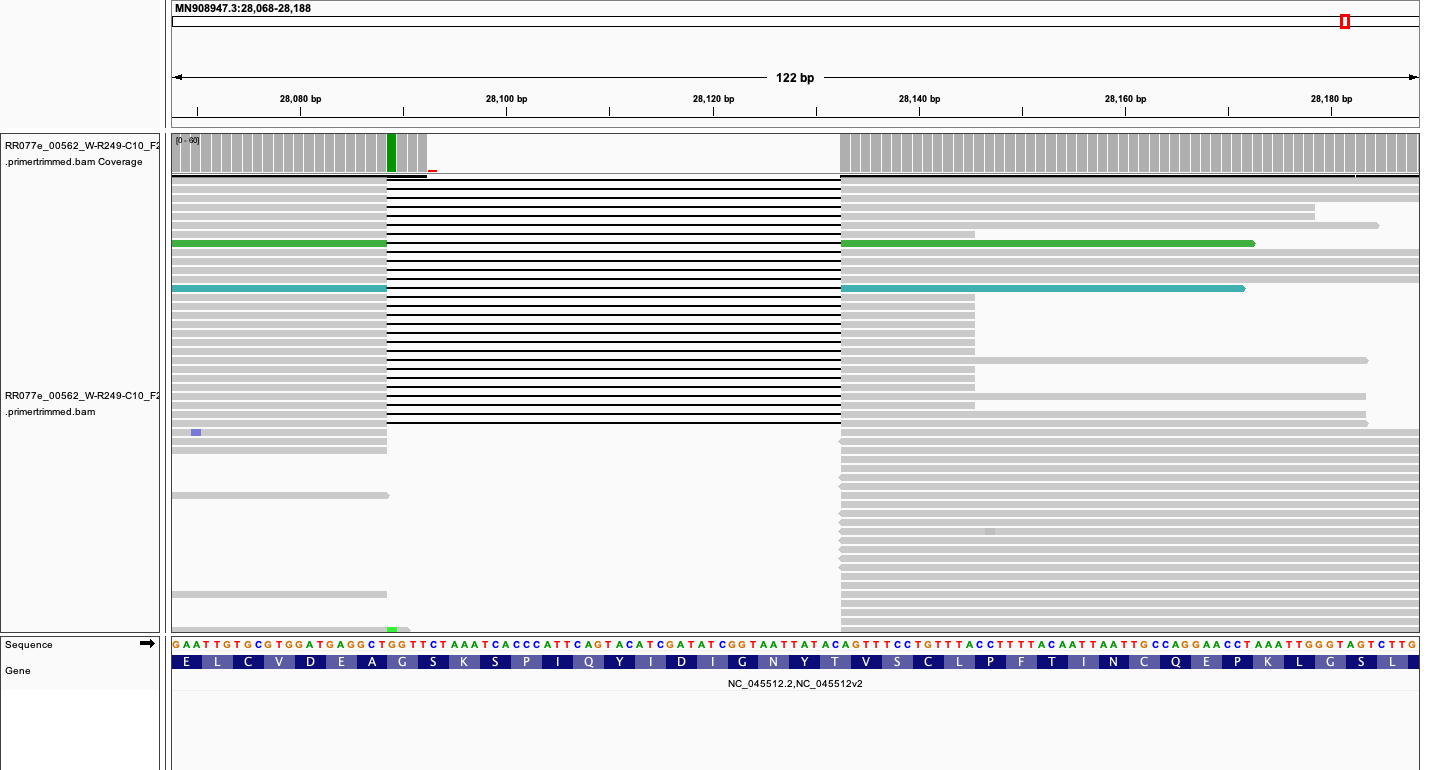 MN908947.3:28,068-28,188
122 bp
28,080 bp 28,100 bp 28,120 bp 28,140 bp 28,160 bp 28,180 bp
RR077e_00562_W-R249-C10_F2
.primertrimmed.bam Coverage
[0 - 60]
RR077e_00562_W-R249-C10_F2
.primertrimmed.bam
Sequence
GAATTGTGCGTGGATGAGGCTGGTTCTAAATCACCCATTCAGTACATCGATATCGGTAATTATACAGTTTCCTGTTTACCTTTTACAATTAATTGCCAGGAACCTAAATTGGGTAGTCTTG
Gene
E L C V D E A G S K S P I Q Y I D I G N Y T V S C L P F T I N C Q E P K L G S L
NC_045512.2,NC_045512v2